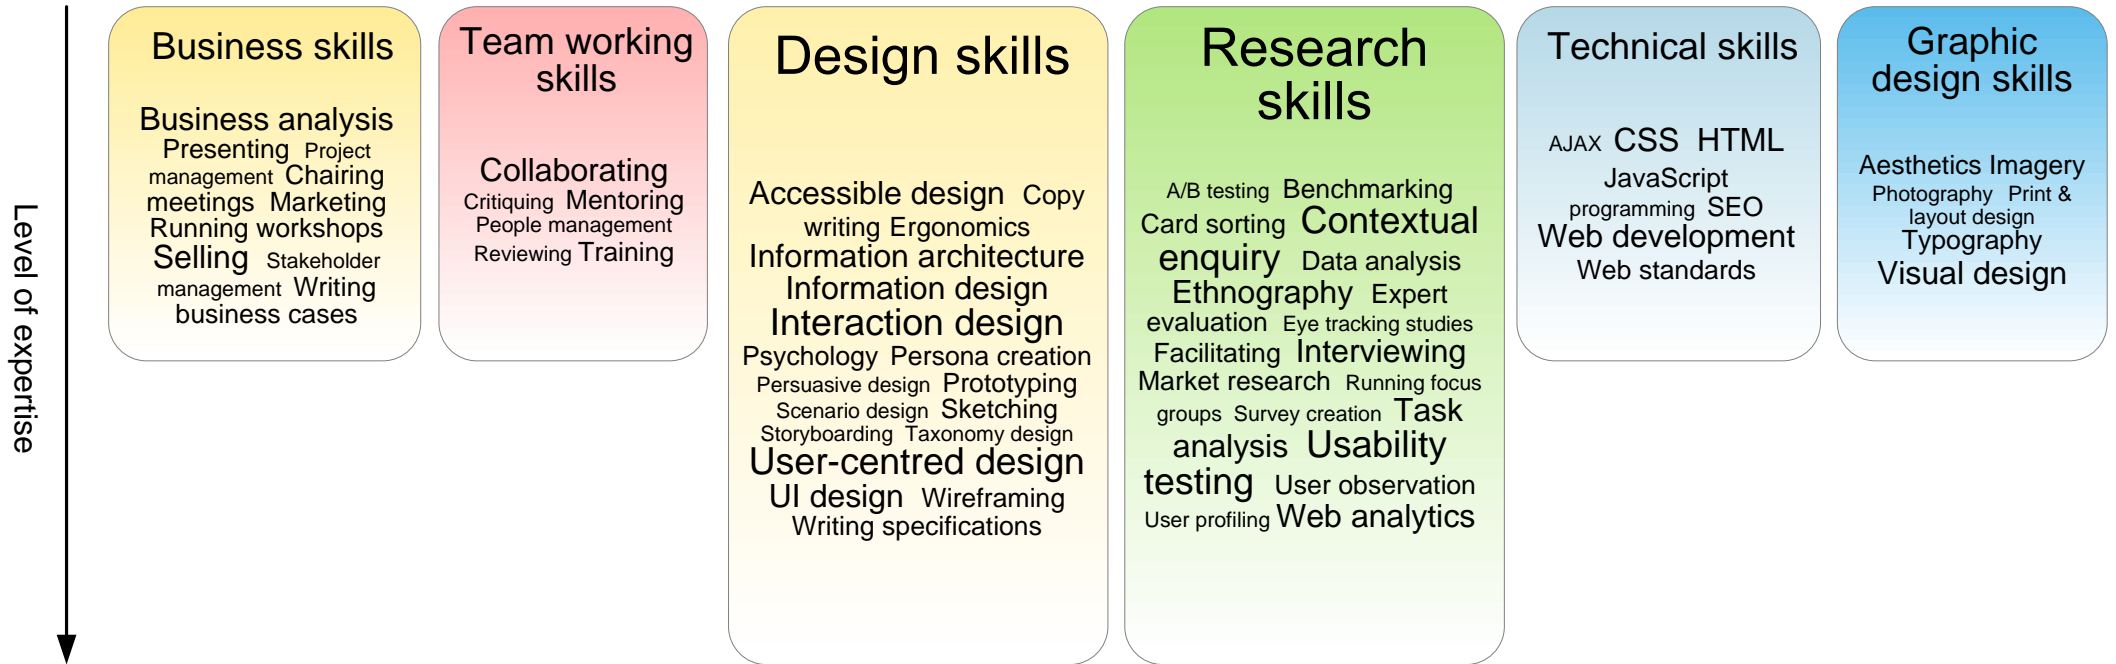 Level of expertise
Business skills
Business analysis
Presenting Project
management Chairing
meetings Marketing
Running workshops
Selling Stakeholder
management Writing
business cases
Team working
skills
Collaborating
Critiquing Mentoring
People management
Reviewing Training
Design skills
Accessible design Copy
writing Ergonomics
Information architecture
Information design
Interaction design
Psychology Persona creation
Persuasive design Prototyping
Scenario design Sketching
Storyboarding Taxonomy design
User-centred design
UI design Wireframing
Writing specifications
Research
skills
A/B testing Benchmarking
Card sorting Contextual
enquiry Data analysis
Ethnography Expert
evaluation Eye tracking studies
Facilitating Interviewing
Market research Running focus
groups Survey creation Task
analysis Usability
testing User observation
User profiling Web analytics
Technical skills
AJAX CSS HTML
JavaScript
programming SEO
Web development
Web standards
Graphic
design skills
Aesthetics Imagery
Photography Print &
layout design
Typography
Visual design